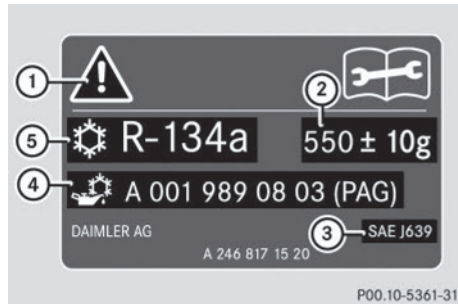 1
2
5 R-134a 550 ± 10g
4 A 001 989 08 03 (PAG)
DAIMLER AG 3 SAE J639
A 246 817 15 20
P00.10-5361-31